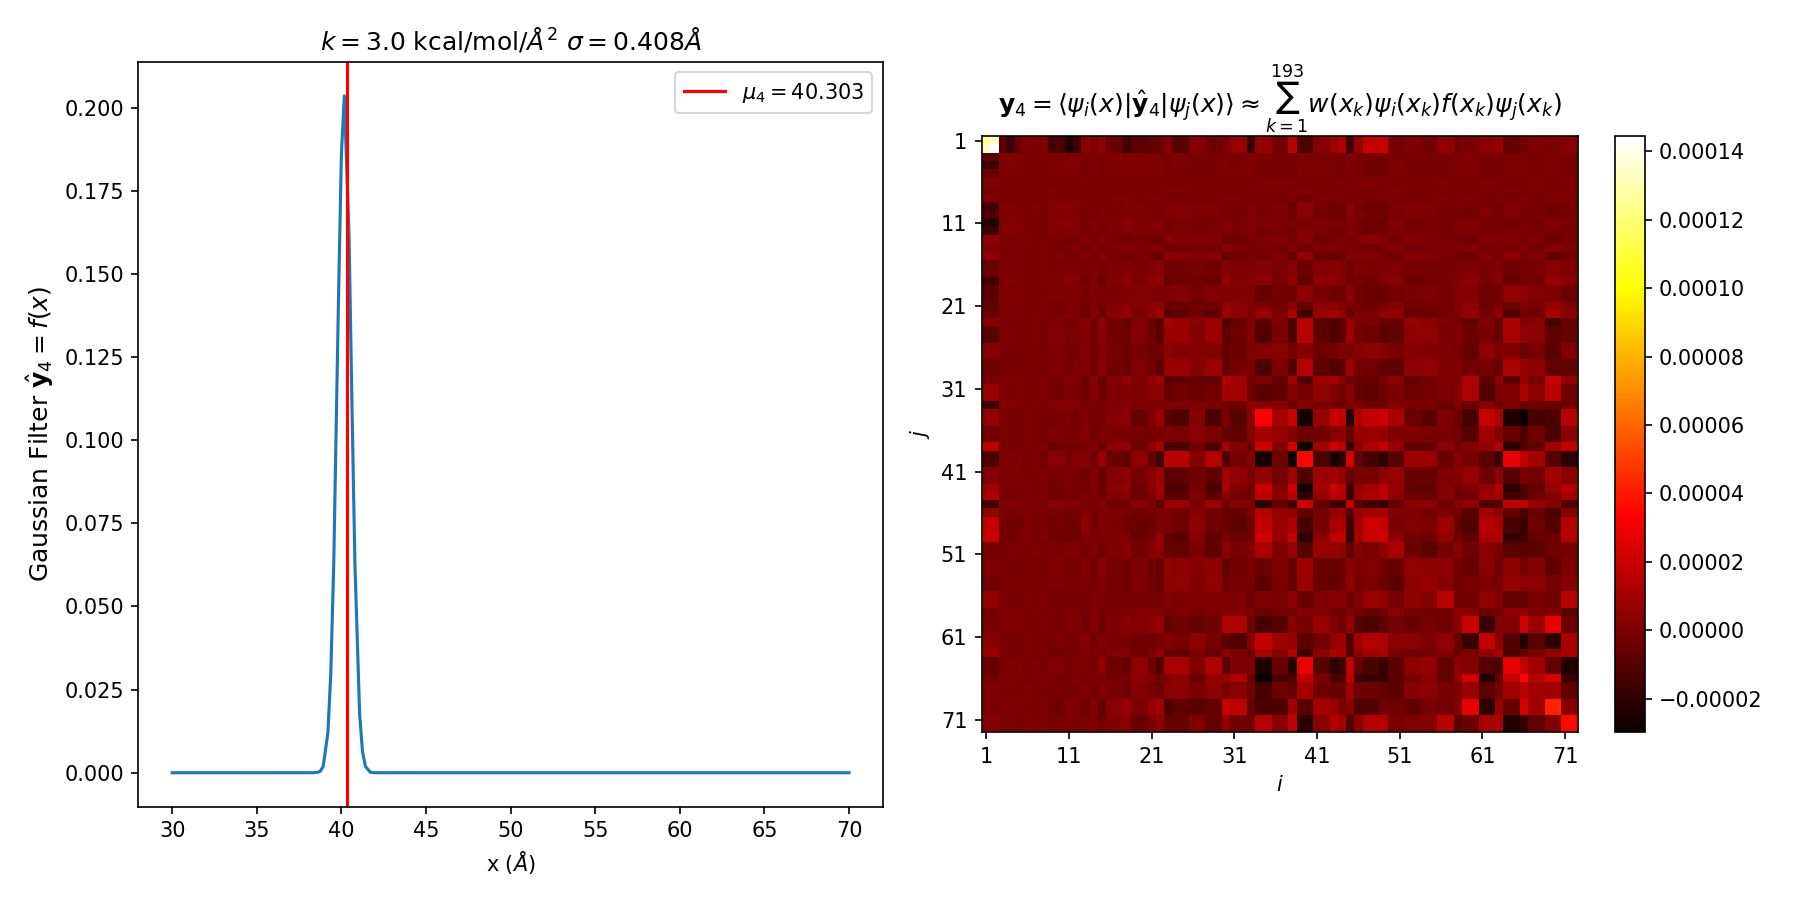 k = 3.0 kcal/mol/Å² σ = 0.408Å
μ₄ = 40.303
Gaussian Filter ŷ₄ = f(x)
0.200
0.175
0.150
0.125
0.100
0.075
0.050
0.025
0.000
30 35 40 45 50 55 60 65 70
x (Å)
y₄ = ⟨ψᵢ(x)|ŷ₄|ψⱼ(x)⟩ ≈ ∑ₖ₌₁¹⁹³ w(xₖ)ψᵢ(xₖ)f(xₖ)ψⱼ(xₖ)
j
1
11
21
31
41
51
61
71
1 11 21 31 41 51 61 71
i
0.00014
0.00012
0.00010
0.00008
0.00006
0.00004
0.00002
0.00000
−0.00002